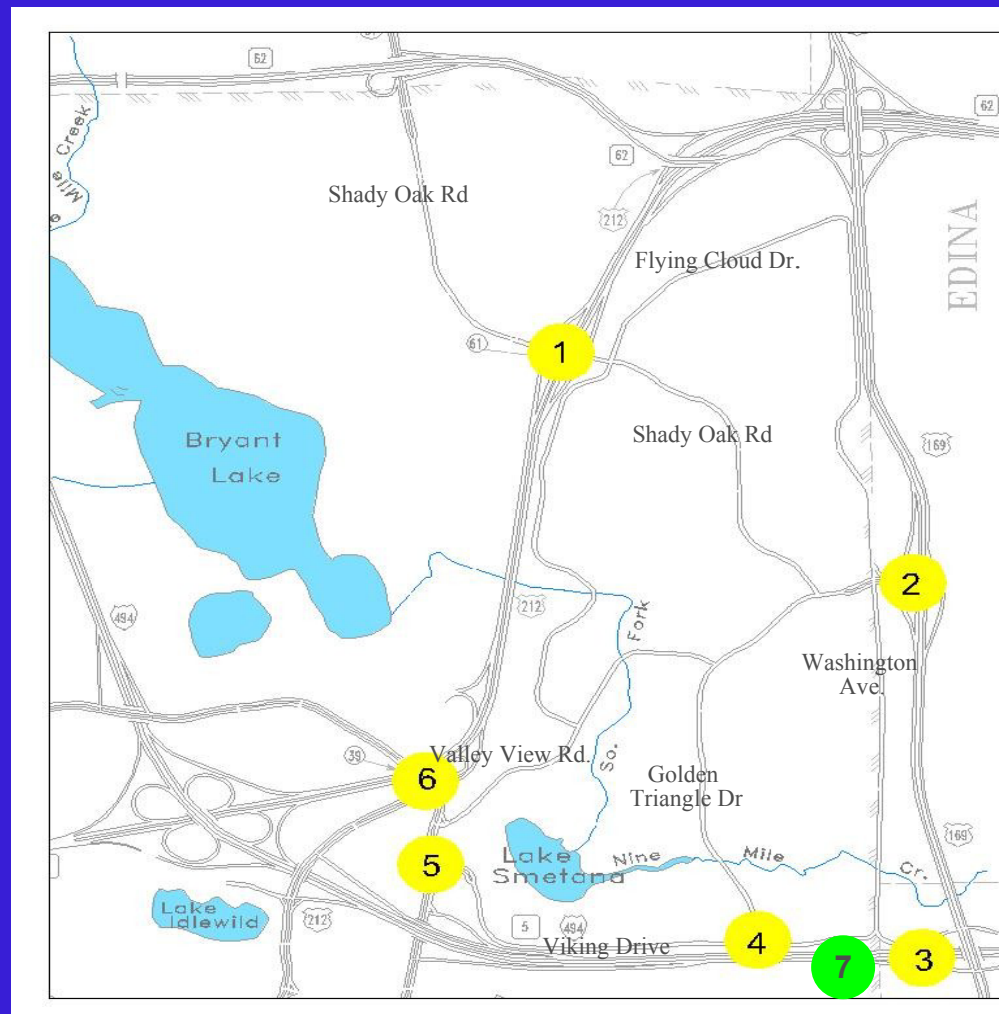 62
62
e Mile Creek
62
Shady Oak Rd
212
EDINA
Flying Cloud Dr.
61
1
Bryant
Lake
Shady Oak Rd
169
494
212
Fork
2
Washington
Ave.
39
Valley View Rd.
So.
6
Golden
Triangle Dr
169
5
Lake
Smetana
Nine
Mile
Cr.
Lake
Idlewild
212
5
494
Viking Drive
4
7
3